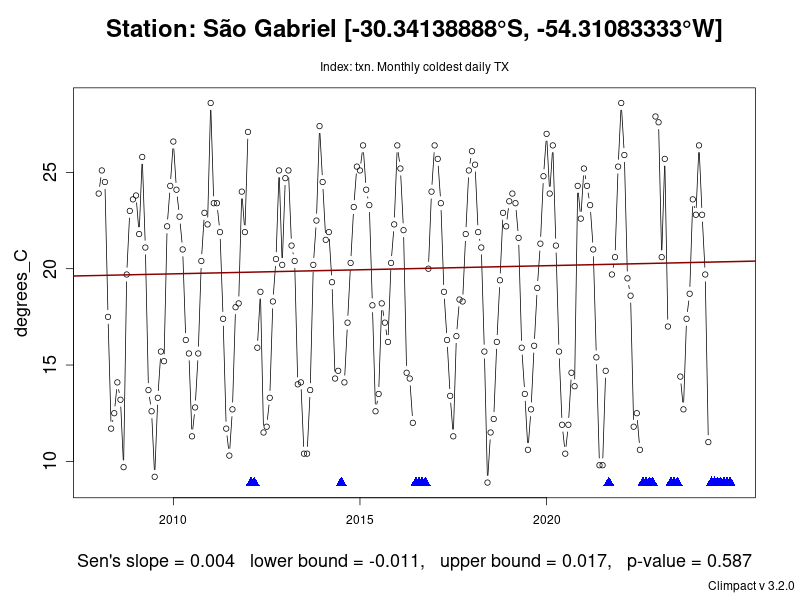 Station: São Gabriel [-30.34138888°S, -54.31083333°W]
Index: txn. Monthly coldest daily TX
degrees_C
25
20
15
10
2010 2015 2020
Sen's slope = 0.004 lower bound = -0.011, upper bound = 0.017, p-value = 0.587
Climpact v 3.2.0